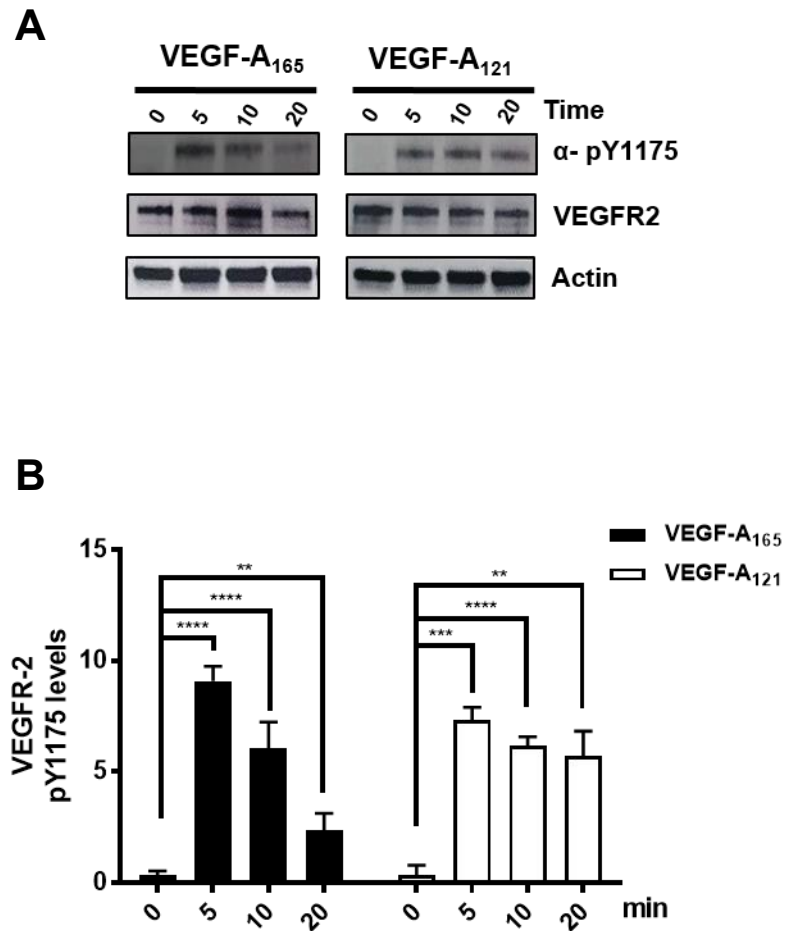 A
VEGF-A165 VEGF-A121
0 5 10 20 0 5 10 20 Time
α- pY1175
VEGFR2
Actin
B
VEGF-A165
VEGF-A121
VEGFR-2
pY1175 levels
15
10
5
0
**
****
****
**
****
***
0 5 10 20 0 5 10 20 min